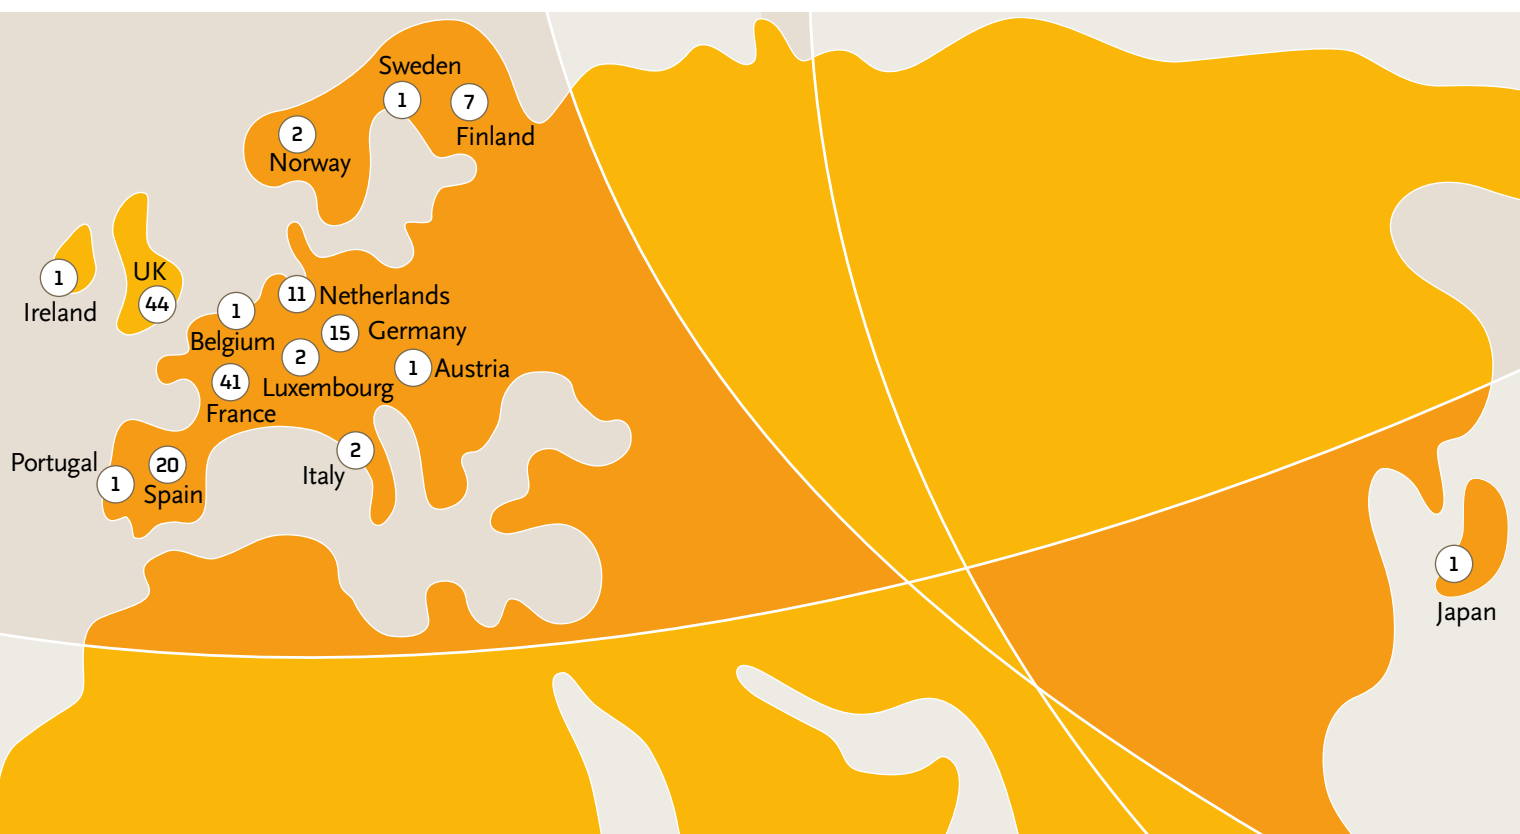 Sweden
1
7
Finland
2
Norway
1
Ireland
UK
44
11
Netherlands
1
Belgium
15
Germany
2
Luxembourg
1
Austria
41
France
Portugal
1
20
Spain
2
Italy
1
Japan